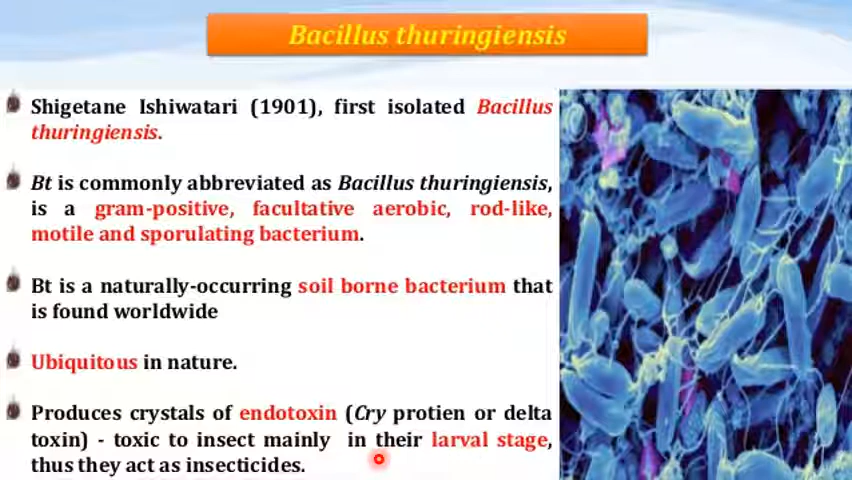 Bacillus thuringiensis
Shigetane Ishiwatari (1901), first isolated Bacillus
thuringiensis.
Bt is commonly abbreviated as Bacillus thuringiensis,
is a gram-positive, facultative aerobic, rod-like,
motile and sporulating bacterium.
Bt is a naturally-occurring soil borne bacterium that
is found worldwide
Ubiquitous in nature.
Produces crystals of endotoxin (Cry protien or delta
toxin) - toxic to insect mainly in their larval stage,
thus they act as insecticides.